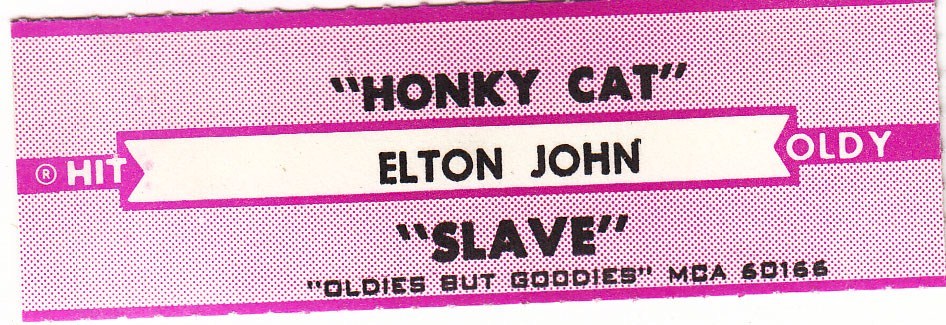 "HONKY CAT"
® HIT ELTON JOHN OLDY
"SLAVE"
"OLDIES BUT GOODIES" MCA 60166